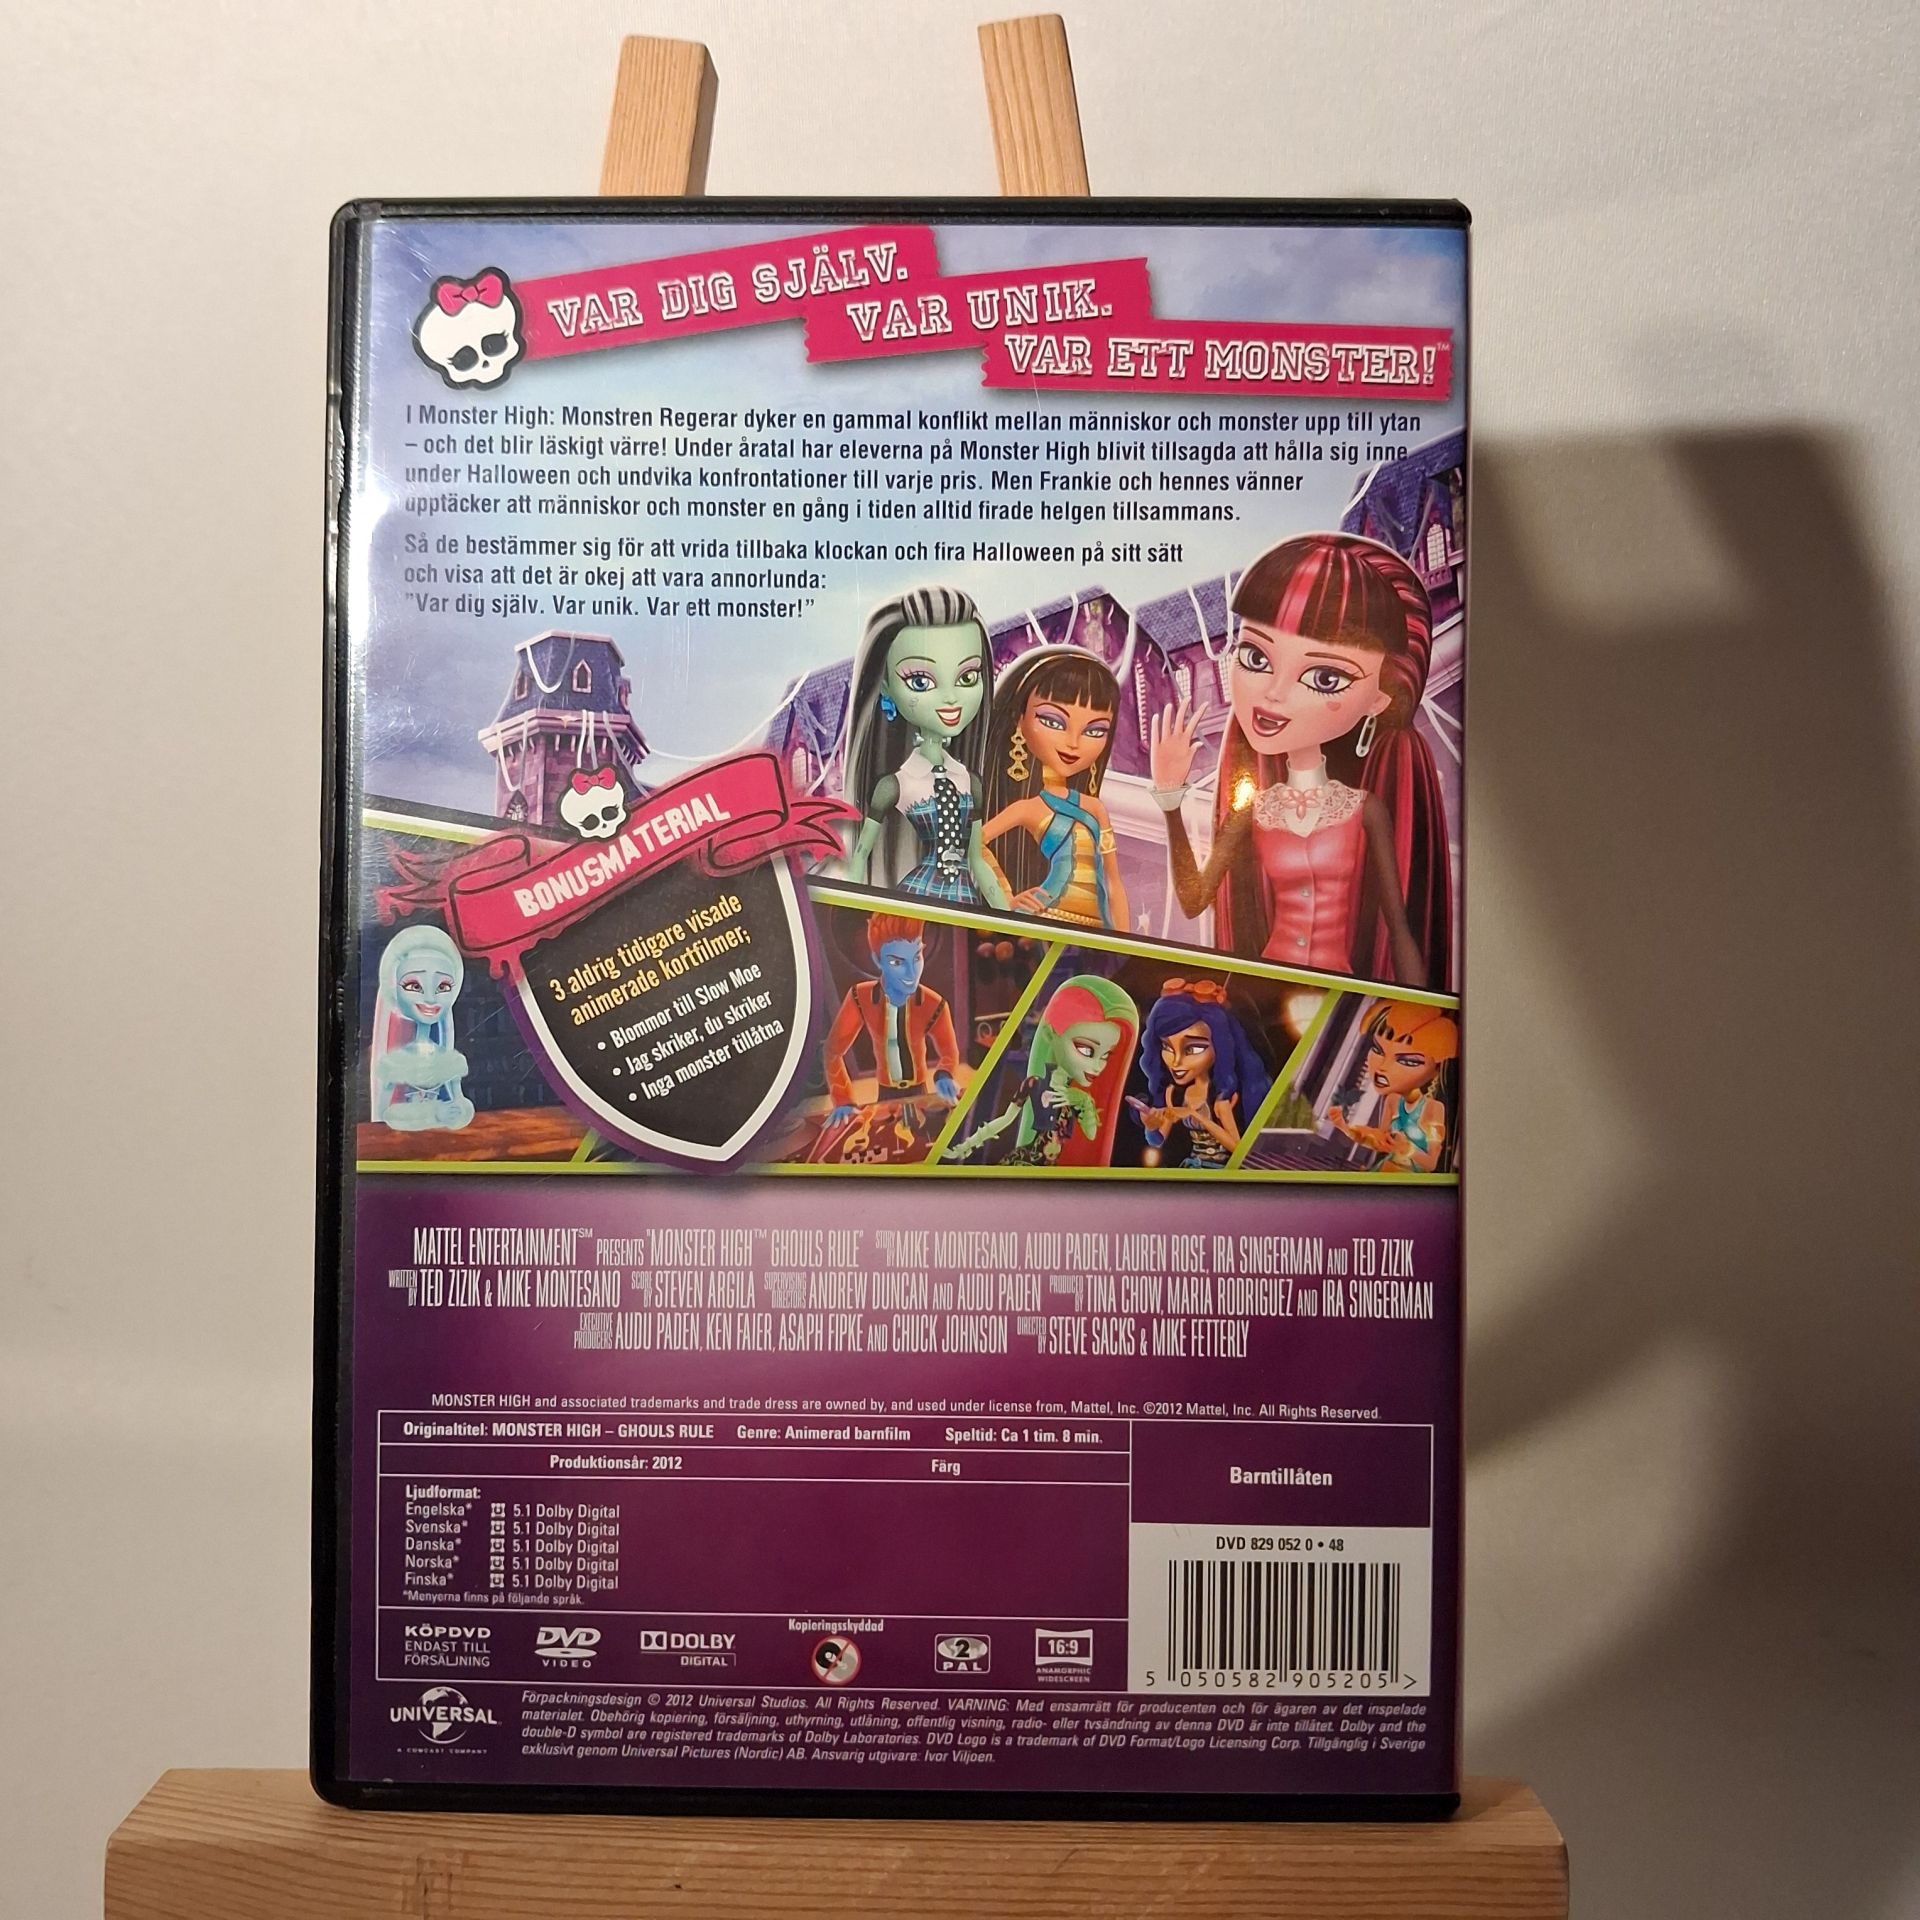 VAR DIG SJÄLV.
VAR UNIK.
VAR ETT MONSTER!™
I Monster High: Monstren Regerar dyker en gammal konflikt mellan människor och monster upp till ytan
– och det blir läskigt värre! Under åratal har eleverna på Monster High blivit tillsagda att hålla sig inne
under Halloween och undvika konfrontationer till varje pris. Men Frankie och hennes vänner
upptäcker att människor och monster en gång i tiden alltid firade helgen tillsammans.
Så de bestämmer sig för att vrida tillbaka klockan och fira Halloween på sitt sätt
och visa att det är okej att vara annorlunda:
"Var dig själv. Var unik. Var ett monster!"
BONUSMATERIAL
3 aldrig tidigare visade
animerade kortfilmer;
• Blommor till Slow Moe
• Jag skriker, du skriker
• Inga monster tillåtna
MATTEL ENTERTAINMENT℠ PRESENTS "MONSTER HIGH™ GHOULS RULE" STORY BY MIKE MONTESANO, AUDU PADEN, LAUREN ROSE, IRA SINGERMAN AND TED ZIZIK
WRITTEN BY TED ZIZIK & MIKE MONTESANO SCORE BY STEVEN ARGILA SUPERVISING DIRECTORS ANDREW DUNCAN AND AUDU PADEN PRODUCED BY TINA CHOW, MARIA RODRIGUEZ AND IRA SINGERMAN
EXECUTIVE PRODUCERS AUDU PADEN, KEN FAIER, ASAPH FIPKE AND CHUCK JOHNSON DIRECTED BY STEVE SACKS & MIKE FETTERLY
MONSTER HIGH and associated trademarks and trade dress are owned by, and used under license from, Mattel, Inc. ©2012 Mattel, Inc. All Rights Reserved.
Originaltitel: MONSTER HIGH – GHOULS RULE Genre: Animerad barnfilm Speltid: Ca 1 tim. 8 min.
Produktionsår: 2012 Färg
Barntillåten
Ljudformat:
Engelska* 5.1 Dolby Digital
Svenska* 5.1 Dolby Digital
Danska* 5.1 Dolby Digital
Norska* 5.1 Dolby Digital
Finska* 5.1 Dolby Digital
*Menyerna finns på följande språk.
DVD 829 052 0 • 48
5 050582 905205 >
KÖPDVD
ENDAST TILL
FÖRSÄLJNING
DVD
VIDEO
DOLBY
DIGITAL
Kopieringsskyddad
2
PAL
16:9
ANAMORPHIC
WIDESCREEN
UNIVERSAL
A COMCAST COMPANY
Förpackningsdesign © 2012 Universal Studios. All Rights Reserved. VARNING: Med ensamrätt för producenten och för ägaren av det inspelade
materialet. Obehörig kopiering, försäljning, uthyrning, utlåning, offentlig visning, radio- eller tvsändning av denna DVD är inte tillåtet. Dolby and the
double-D symbol are registered trademarks of Dolby Laboratories. DVD Logo is a trademark of DVD Format/Logo Licensing Corp. Tillgänglig i Sverige
exklusivt genom Universal Pictures (Nordic) AB. Ansvarig utgivare: Ivor Viljoen.